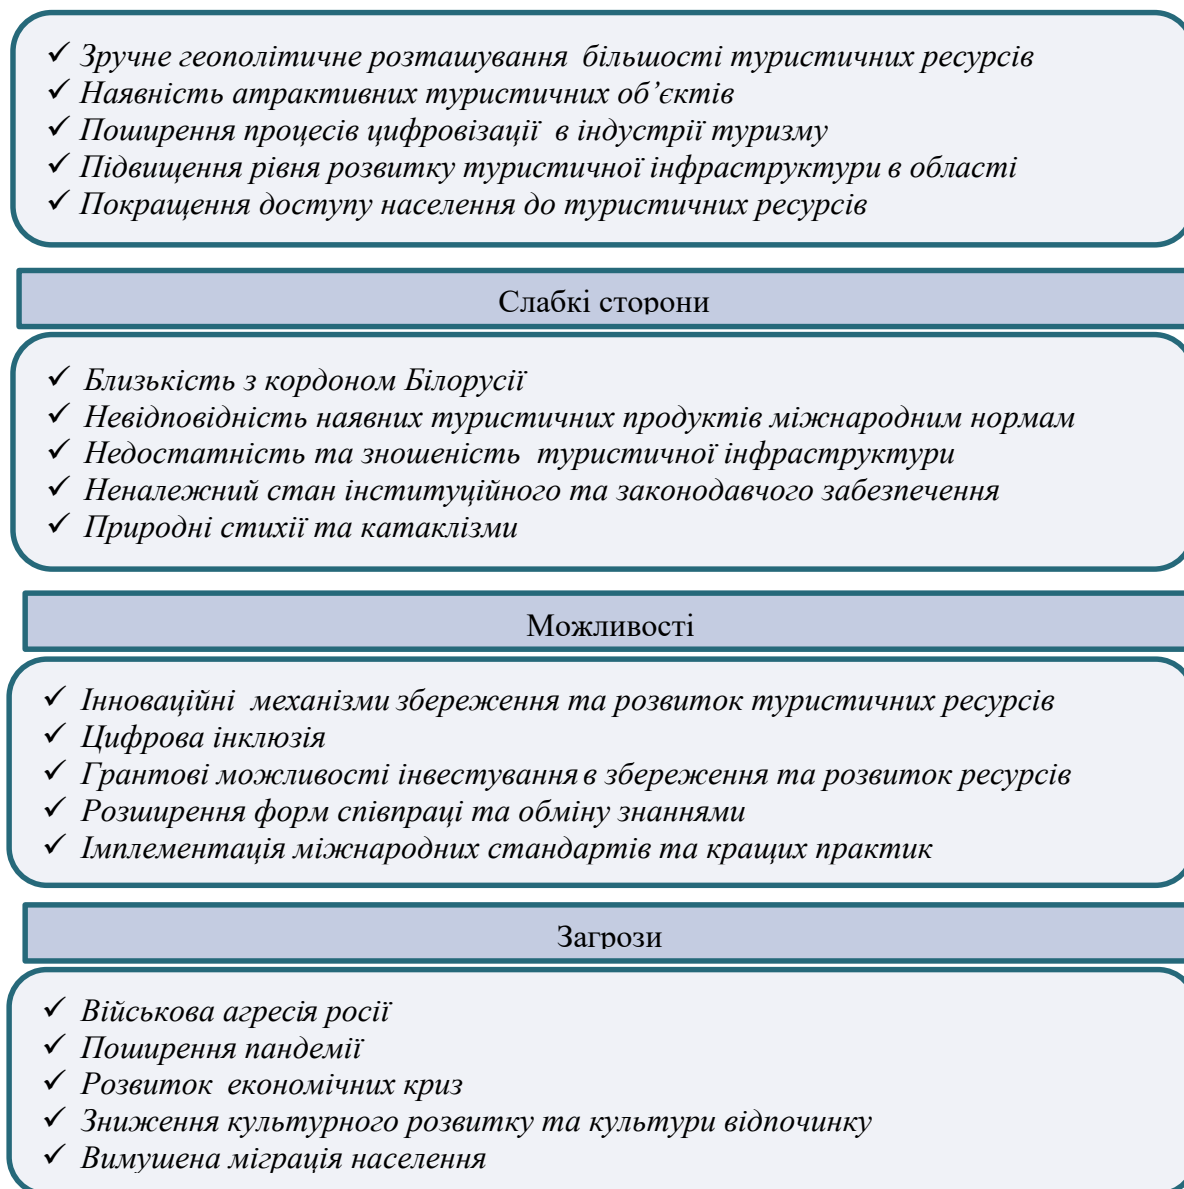 ✓ Зручне геополітичне розташування більшості туристичних ресурсів
✓ Наявність атрактивних туристичних об’єктів
✓ Поширення процесів цифровізації в індустрії туризму
✓ Підвищення рівня розвитку туристичної інфраструктури в області
✓ Покращення доступу населення до туристичних ресурсів
Слабкі сторони
✓ Близькість з кордоном Білорусії
✓ Невідповідність наявних туристичних продуктів міжнародним нормам
✓ Недостатність та зношеність туристичної інфраструктури
✓ Неналежний стан інституційного та законодавчого забезпечення
✓ Природні стихії та катаклізми
Можливості
✓ Інноваційні механізми збереження та розвиток туристичних ресурсів
✓ Цифрова інклюзія
✓ Грантові можливості інвестування в збереження та розвиток ресурсів
✓ Розширення форм співпраці та обміну знаннями
✓ Імплементація міжнародних стандартів та кращих практик
Загрози
✓ Військова агресія росії
✓ Поширення пандемії
✓ Розвиток економічних криз
✓ Зниження культурного розвитку та культури відпочинку
✓ Вимушена міграція населення